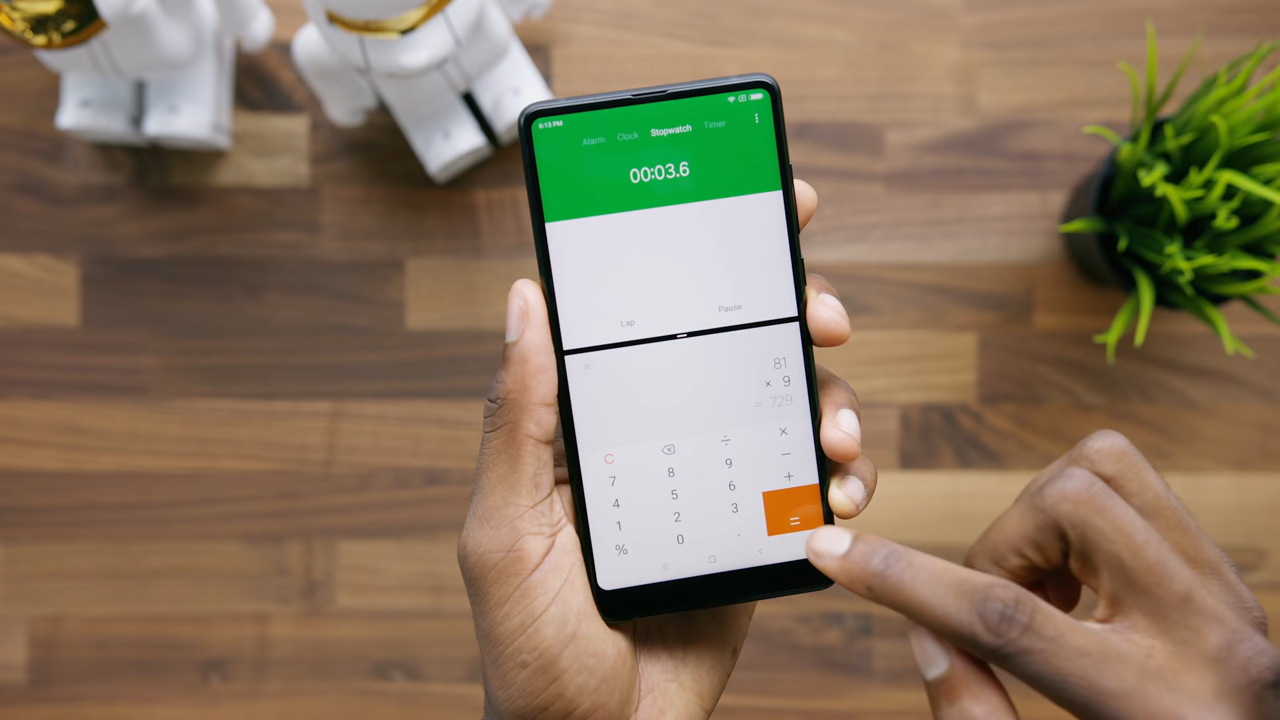 6:13 PM
Alarm Clock Stopwatch Timer
00:03.6
Lap Pause
81
× 9
= 729
C ÷ ×
7 8 9 −
4 5 6 +
1 2 3 =
% 0 .